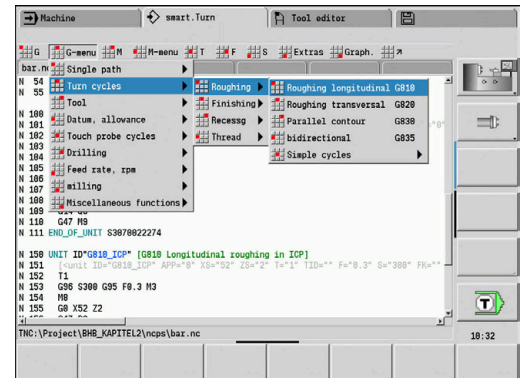 Machine smart.Turn Tool editor
G G-menu M M-menu T F S Extras Graph.
bar.n
Single path
N 54 Turn cycles Roughing Roughing longitudinal G810
N 55 Tool Finishing Roughing transversal G820
N 100 Datum, allowance Recessg Parallel contour G830
N 101
N 102 Touch probe cycles Thread bidirectional G835
N 103
N 104 Drilling Simple cycles
N 105
N 106 Feed rate, rpm
N 107 milling
N 108 Miscellaneous functions
N 109 G14 Q0
N 110 G47 M9
N 111 END_OF_UNIT S3070822274
N 150 UNIT ID"G810_ICP" [G810 Longitudinal roughing in ICP]
N 151 [<unit ID="G810_ICP" APP="0" XS="52" ZS="2" T="1" TID="" F="0.3" S="300" FK=""
N 152 T1
N 153 G96 S300 G95 F0.3 M3
N 154 M8
N 155 G0 X52 Z2
TNC:\Project\BHB_KAPITEL2\ncps\bar.nc
T
10:32